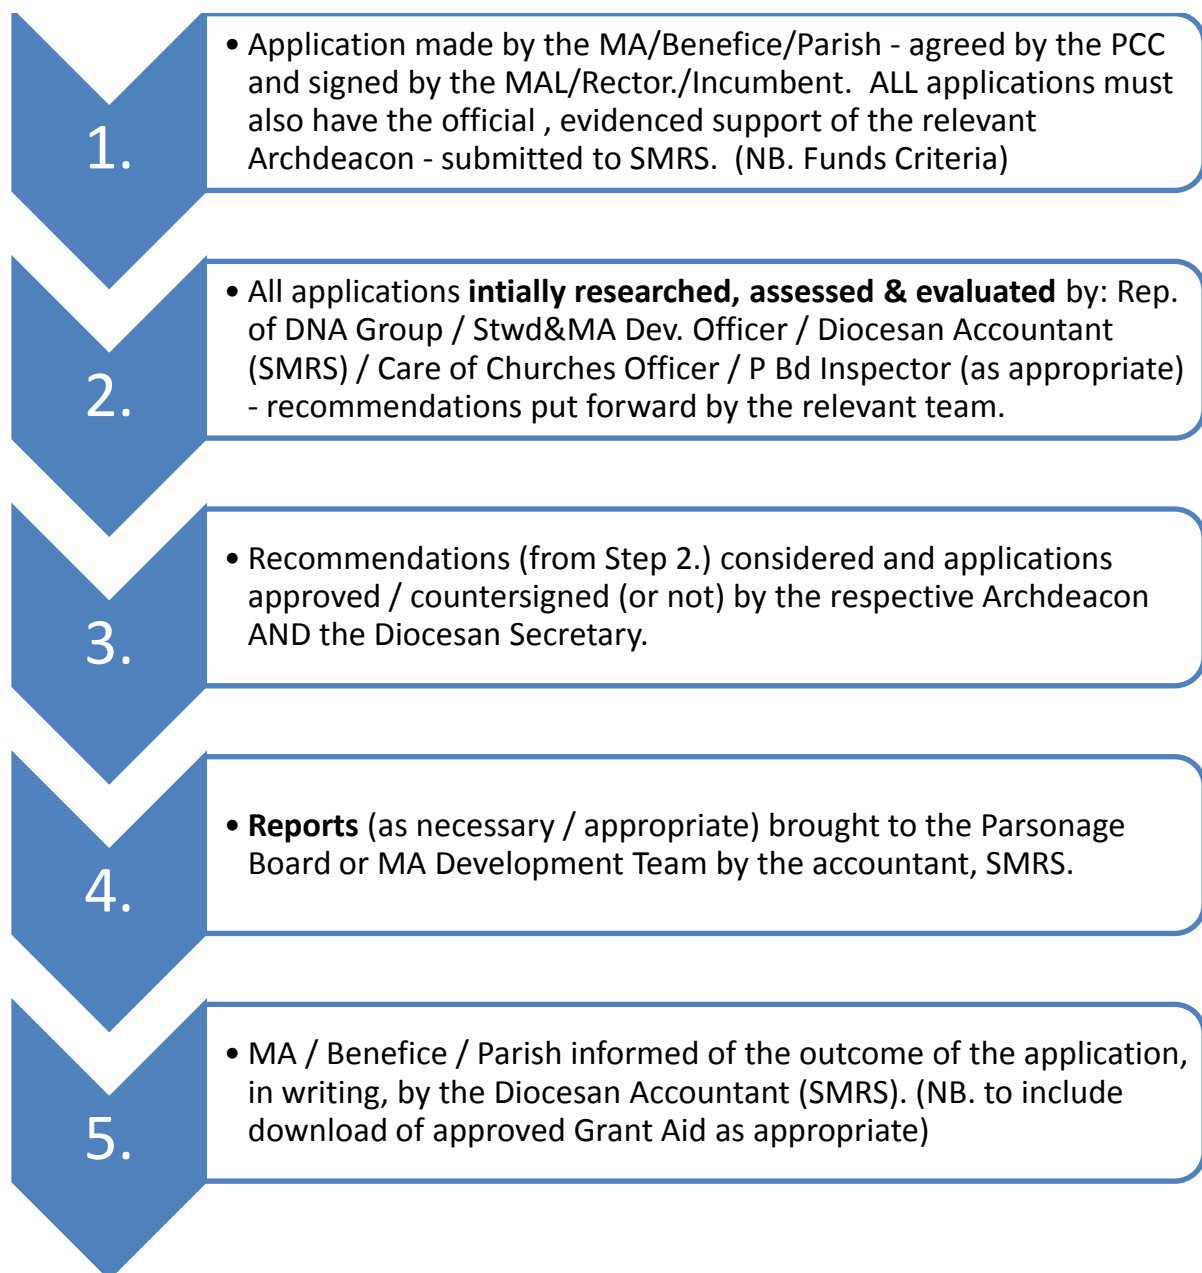 1.
• Application made by the MA/Benefice/Parish - agreed by the PCC
and signed by the MAL/Rector./Incumbent.  ALL applications must
also have the official , evidenced support of the relevant
Archdeacon - submitted to SMRS.  (NB. Funds Criteria)
2.
• All applications intially researched, assessed & evaluated by: Rep.
of DNA Group / Stwd&MA Dev. Officer / Diocesan Accountant
(SMRS) / Care of Churches Officer / P Bd Inspector (as appropriate)
- recommendations put forward by the relevant team.
3.
• Recommendations (from Step 2.) considered and applications
approved / countersigned (or not) by the respective Archdeacon
AND the Diocesan Secretary.
4.
• Reports (as necessary / appropriate) brought to the Parsonage
Board or MA Development Team by the accountant, SMRS.
5.
• MA / Benefice / Parish informed of the outcome of the application,
in writing, by the Diocesan Accountant (SMRS). (NB. to include
download of approved Grant Aid as appropriate)